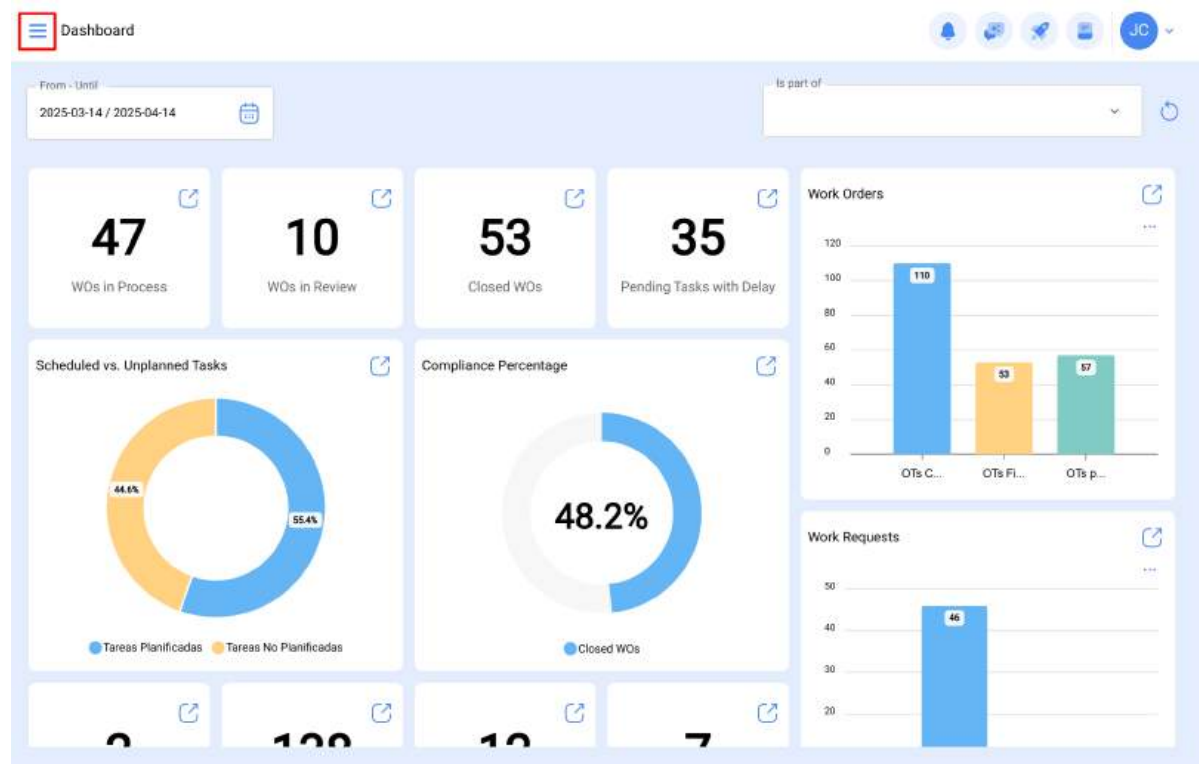 Dashboard
JC
From - Until
2025-03-14 / 2025-04-14
Is part of
47
WOs in Process
10
WOs in Review
53
Closed WOs
35
Pending Tasks with Delay
Work Orders
...
120
100
80
60
40
20
0
110
53
57
OTs C...
OTs Fi...
OTs p...
Scheduled vs. Unplanned Tasks
44.6%
55.4%
Tareas Planificadas
Tareas No Planificadas
Compliance Percentage
48.2%
Closed WOs
Work Requests
...
50
40
30
20
46